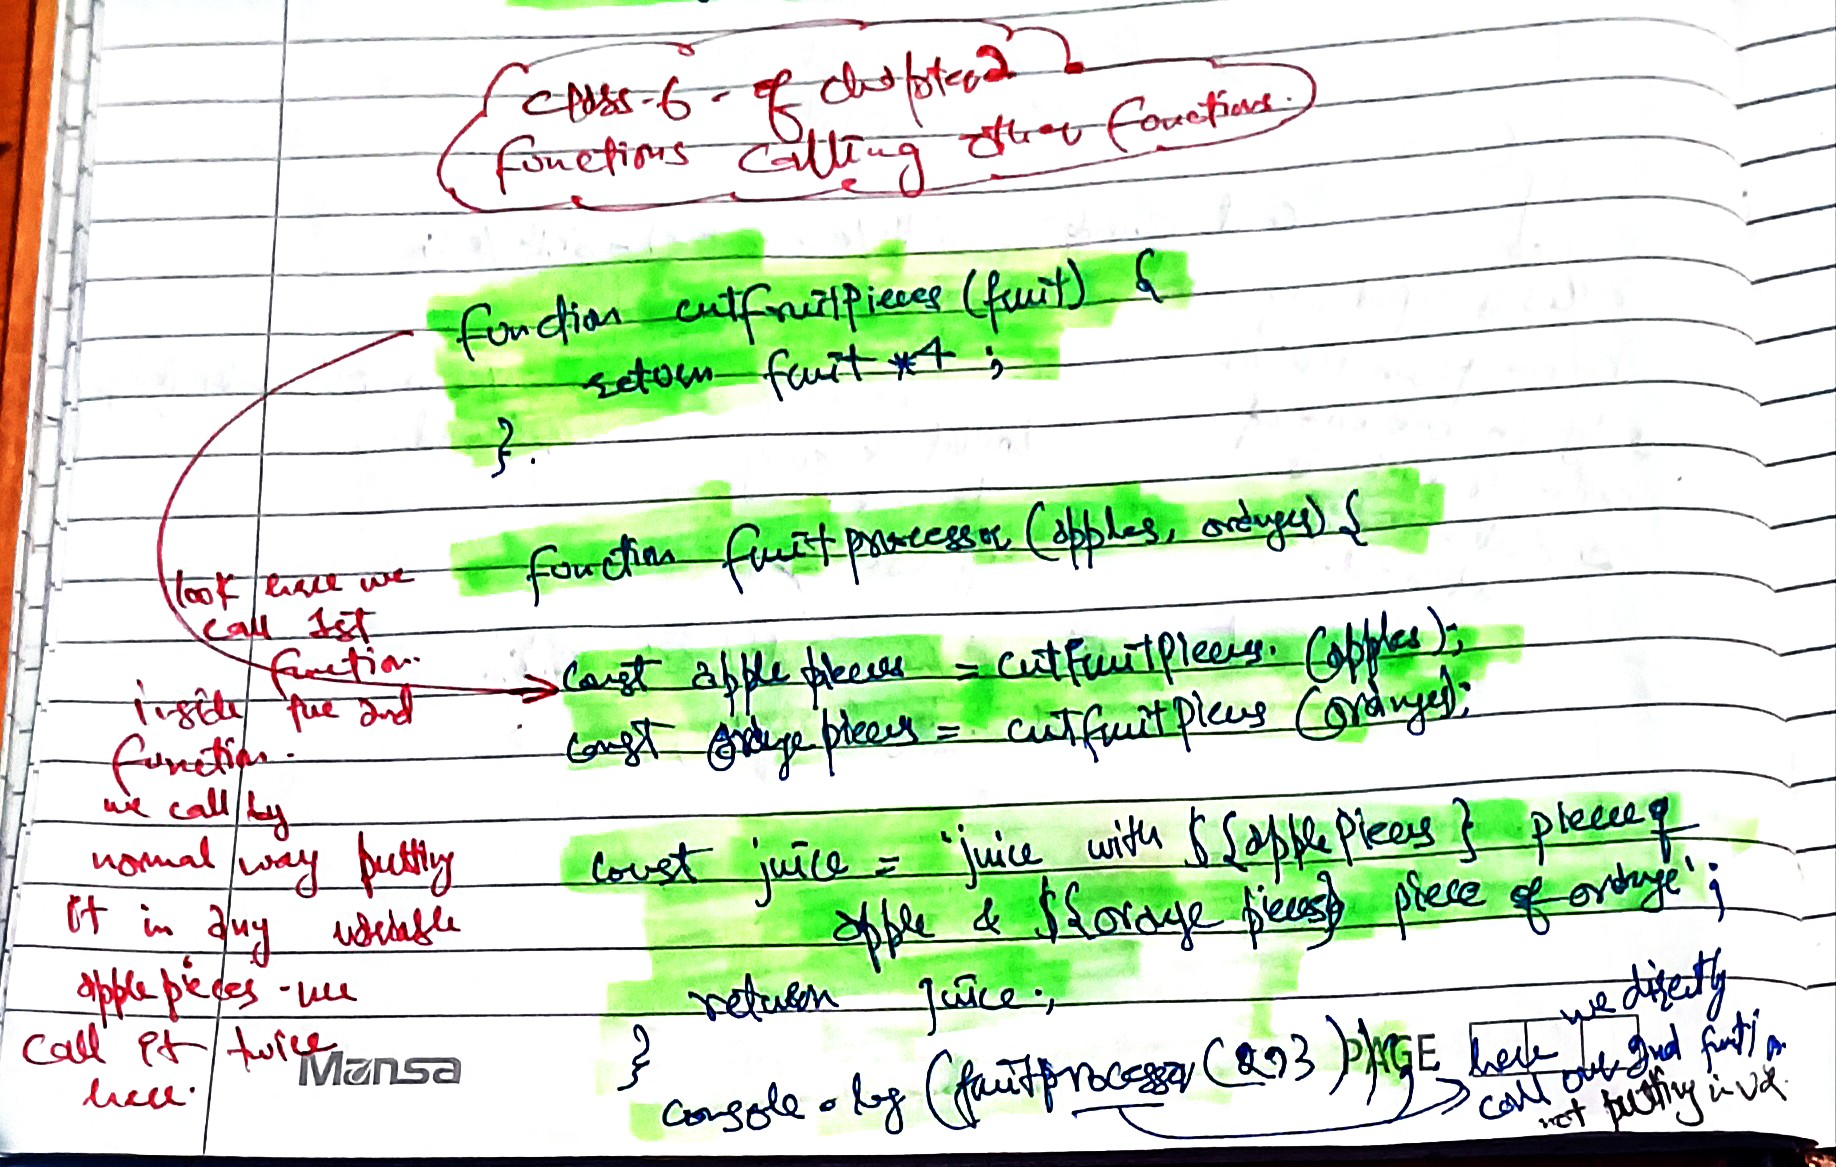 class-6 - of chapter 2
functions calling other functions.
function cutfruitpieces (fruit) {
return fruit *4 ;
}.
function fruitprocessor (apples, oranges) {
look here we
call 1st
function.
inside the 2nd
function.
we call by
normal way putting
it in any variable
applepieces - we
call it twice
here.
const apple pieces = cutfruitpieces. (apples);
const orange pieces = cutfruitpieces (oranges);
const juice = 'juice with \${applepieces} piece of
apple & \${orange pieces} piece of orange';
return juice;
}
console.log (fruitprocessor (2,3))
we directly
here
call our 2nd function
not putting in
Mansa
PAGE